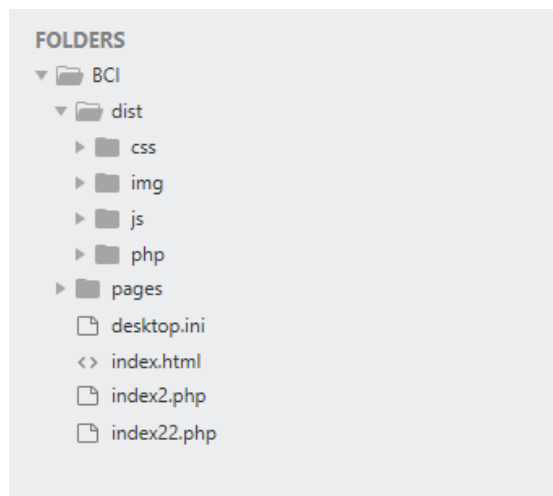 FOLDERS
BCI
dist
css
img
js
php
pages
desktop.ini
index.html
index2.php
index22.php